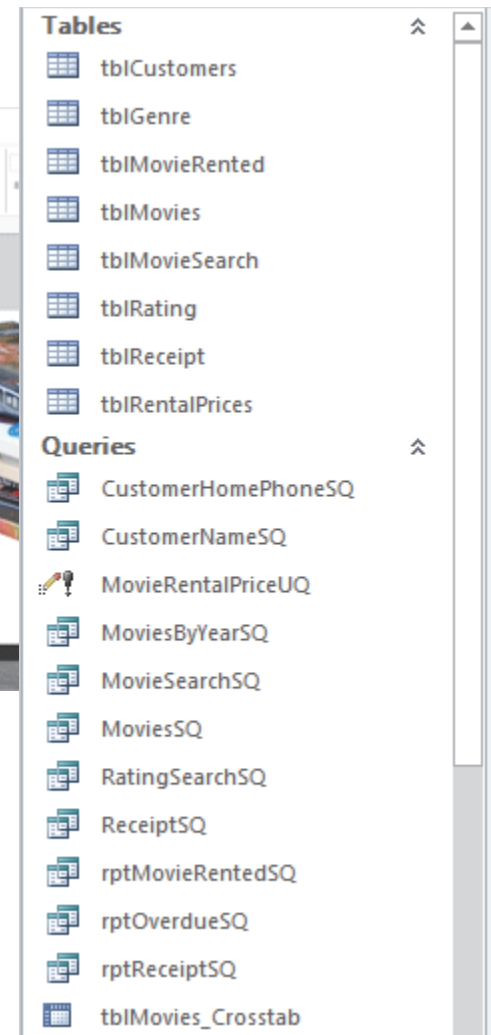 Tables
tblCustomers
tblGenre
tblMovieRented
tblMovies
tblMovieSearch
tblRating
tblReceipt
tblRentalPrices
Queries
CustomerHomePhoneSQ
CustomerNameSQ
MovieRentalPriceUQ
MoviesByYearSQ
MovieSearchSQ
MoviesSQ
RatingSearchSQ
ReceiptSQ
rptMovieRentedSQ
rptOverdueSQ
rptReceiptSQ
tblMovies_Crosstab